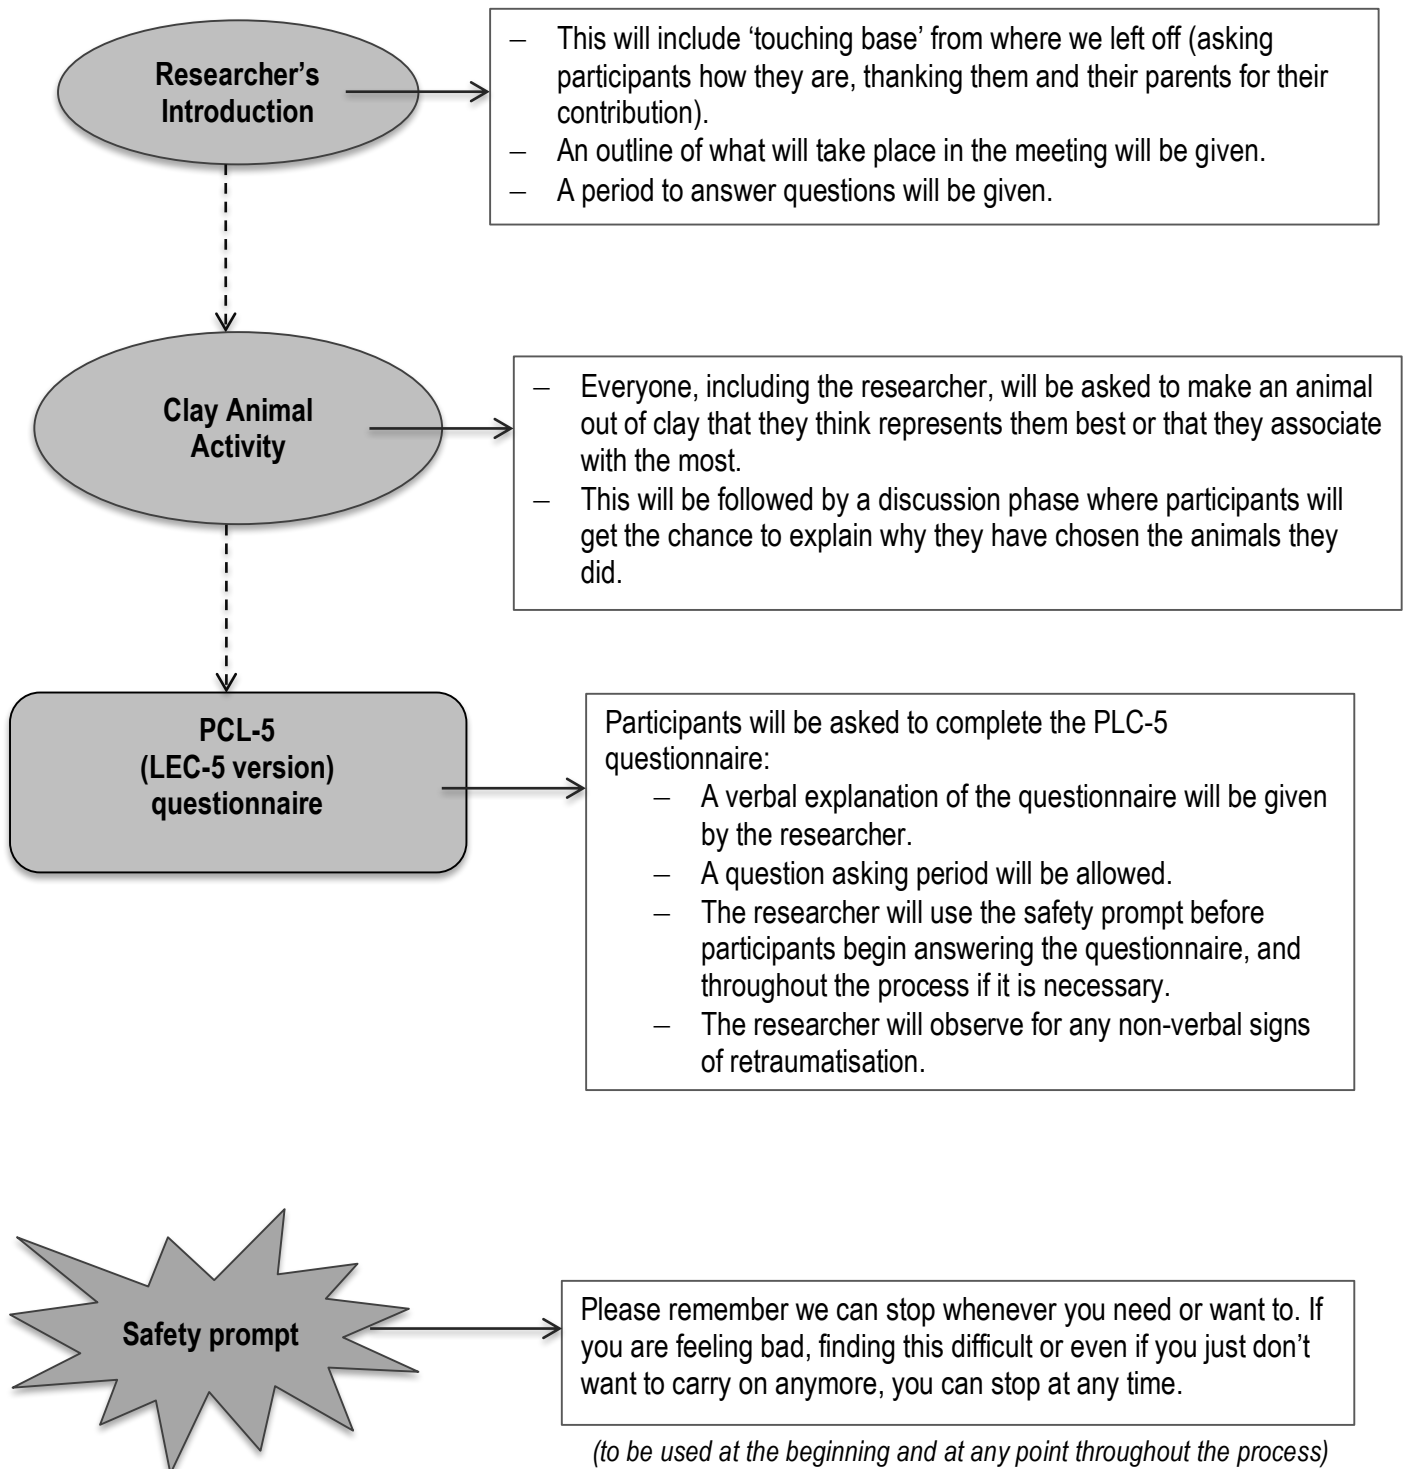 Researcher’s
Introduction
– This will include ‘touching base’ from where we left off (asking
participants how they are, thanking them and their parents for their
contribution).
– An outline of what will take place in the meeting will be given.
– A period to answer questions will be given.
Clay Animal
Activity
– Everyone, including the researcher, will be asked to make an animal
out of clay that they think represents them best or that they associate
with the most.
– This will be followed by a discussion phase where participants will
get the chance to explain why they have chosen the animals they
did.
PCL-5
(LEC-5 version)
questionnaire
Participants will be asked to complete the PLC-5
questionnaire:
– A verbal explanation of the questionnaire will be given
by the researcher.
– A question asking period will be allowed.
– The researcher will use the safety prompt before
participants begin answering the questionnaire, and
throughout the process if it is necessary.
– The researcher will observe for any non-verbal signs
of retraumatisation.
Safety prompt
Please remember we can stop whenever you need or want to. If
you are feeling bad, finding this difficult or even if you just don’t
want to carry on anymore, you can stop at any time.
(to be used at the beginning and at any point throughout the process)